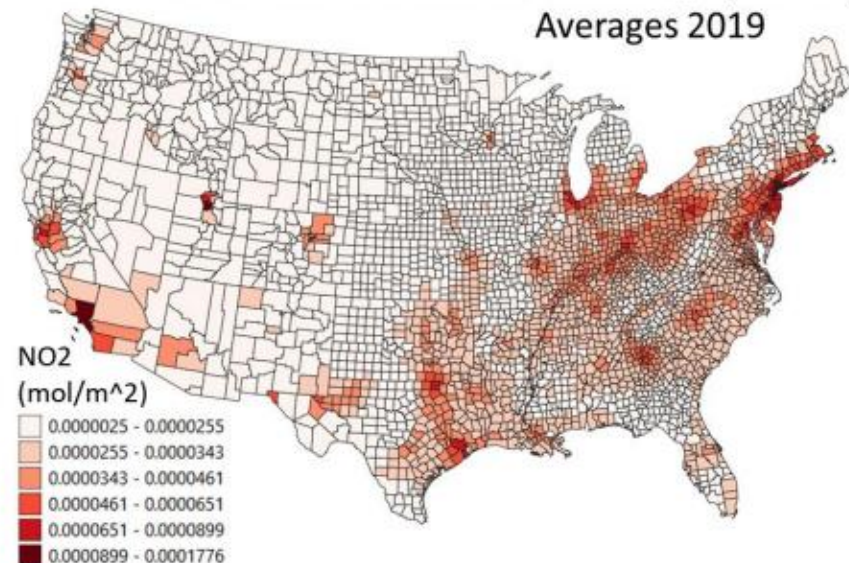 Averages 2019
NO2
(mol/m^2)
0.0000025 - 0.0000255
0.0000255 - 0.0000343
0.0000343 - 0.0000461
0.0000461 - 0.0000651
0.0000651 - 0.0000899
0.0000899 - 0.0001776